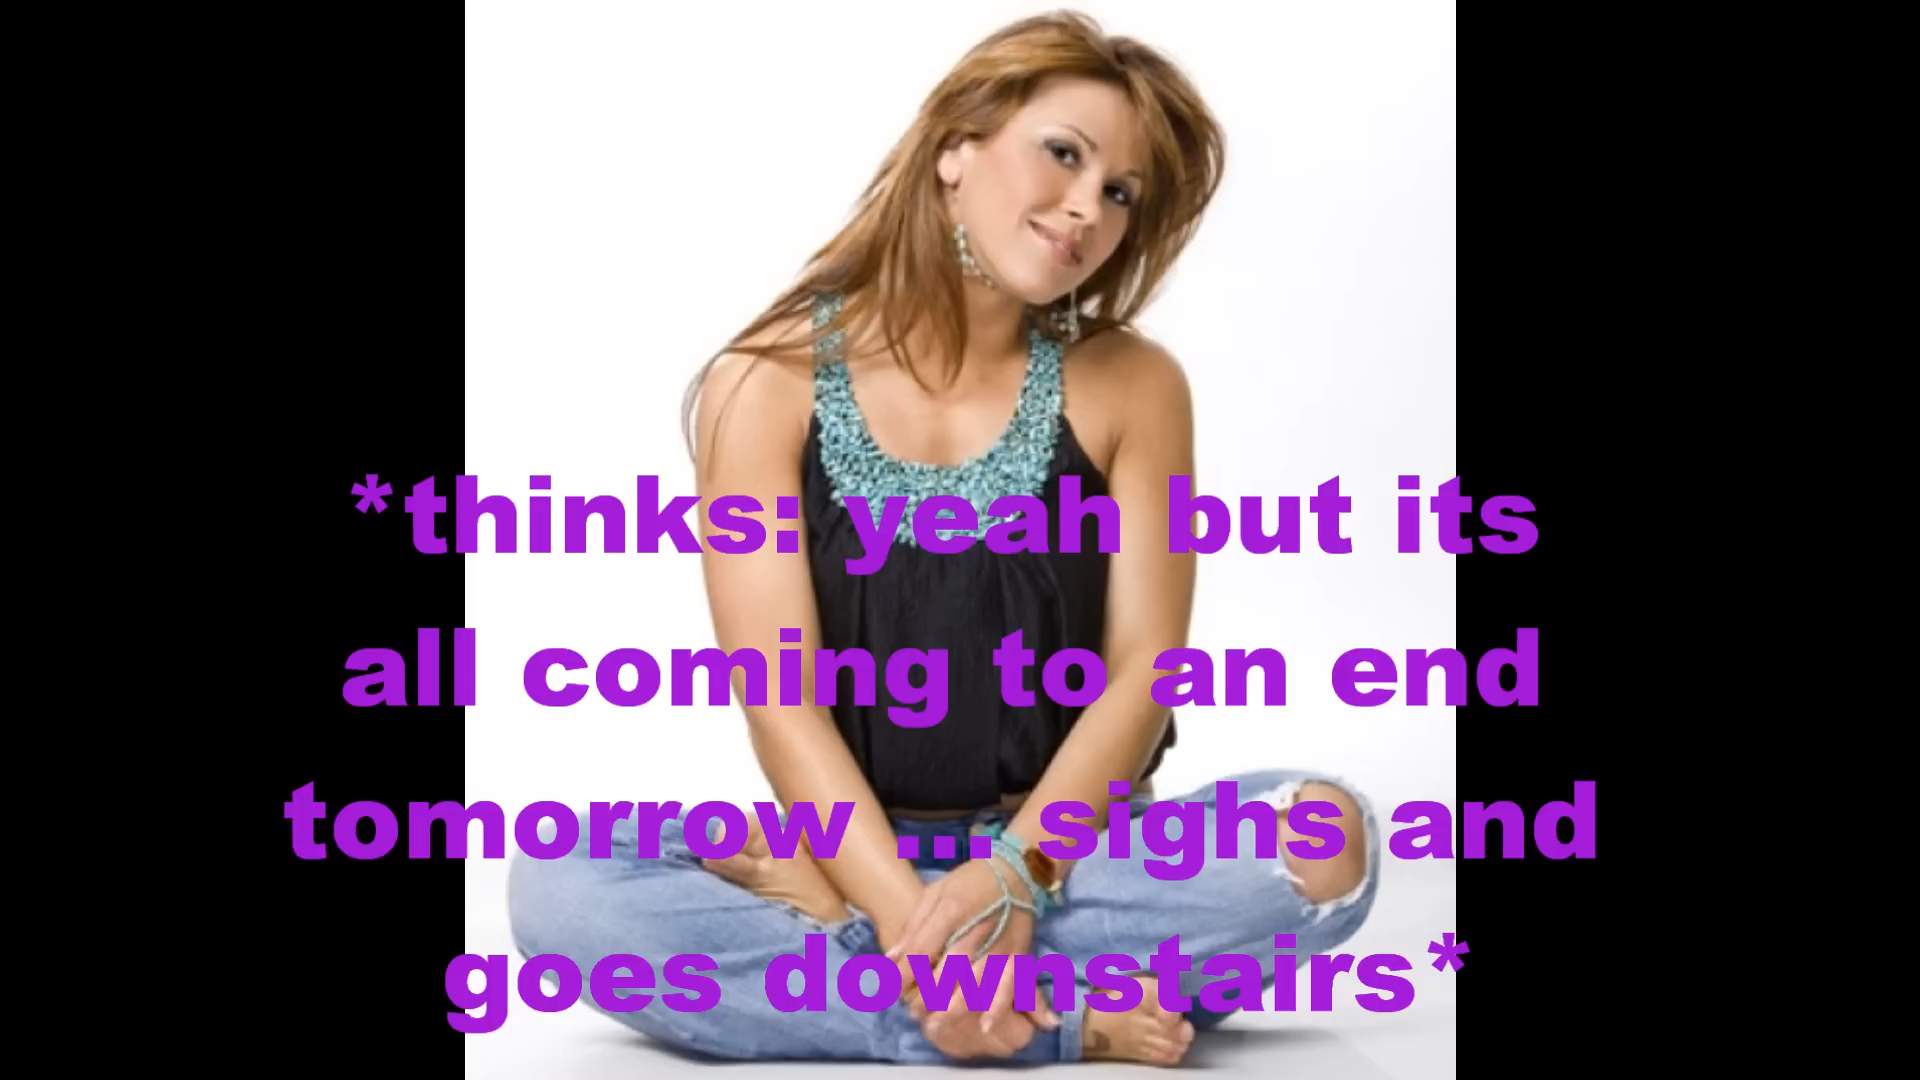 *thinks: yeah but its
all coming to an end
tomorrow ... sighs and
goes downstairs*